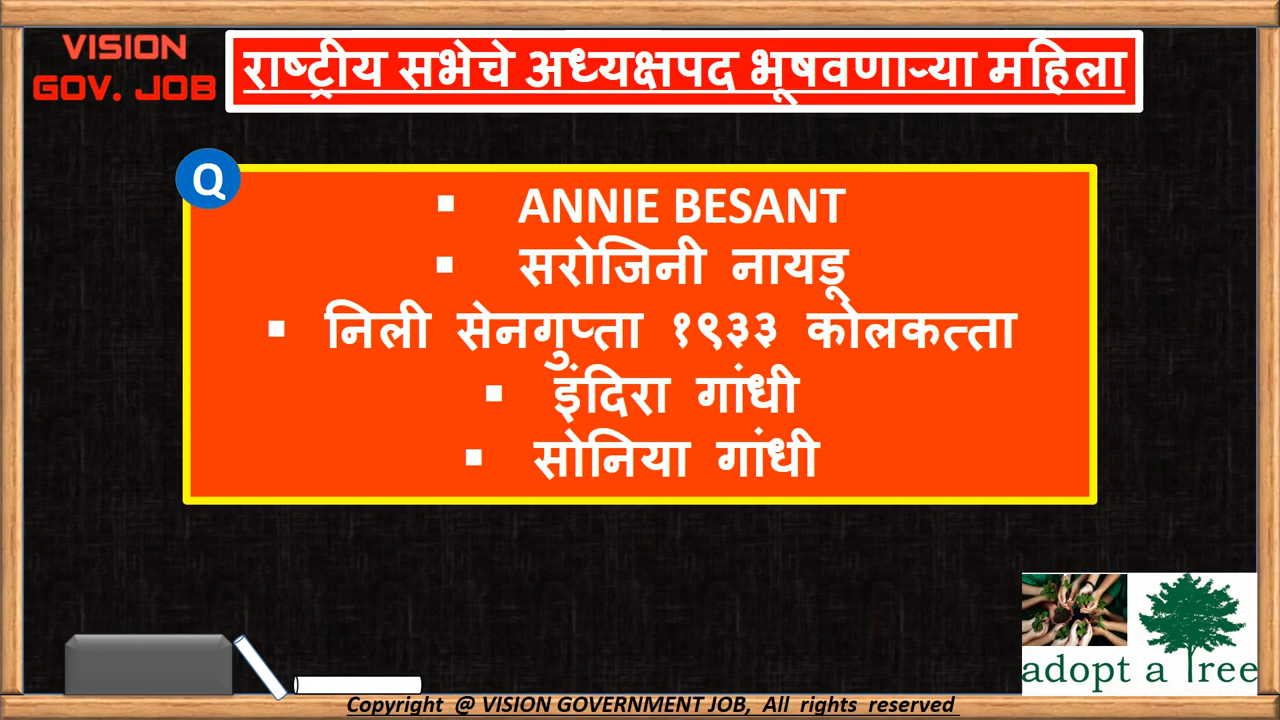 VISION
GOV. JOB
राष्ट्रीय सभेचे अध्यक्षपद भूषवणाऱ्या महिला
Q
▪ ANNIE BESANT
▪ सरोजिनी नायडू
▪ निली सेनगुप्ता १९३३ कोलकत्ता
▪ इंदिरा गांधी
▪ सोनिया गांधी
adopt a Tree
Copyright @ VISION GOVERNMENT JOB, All rights reserved